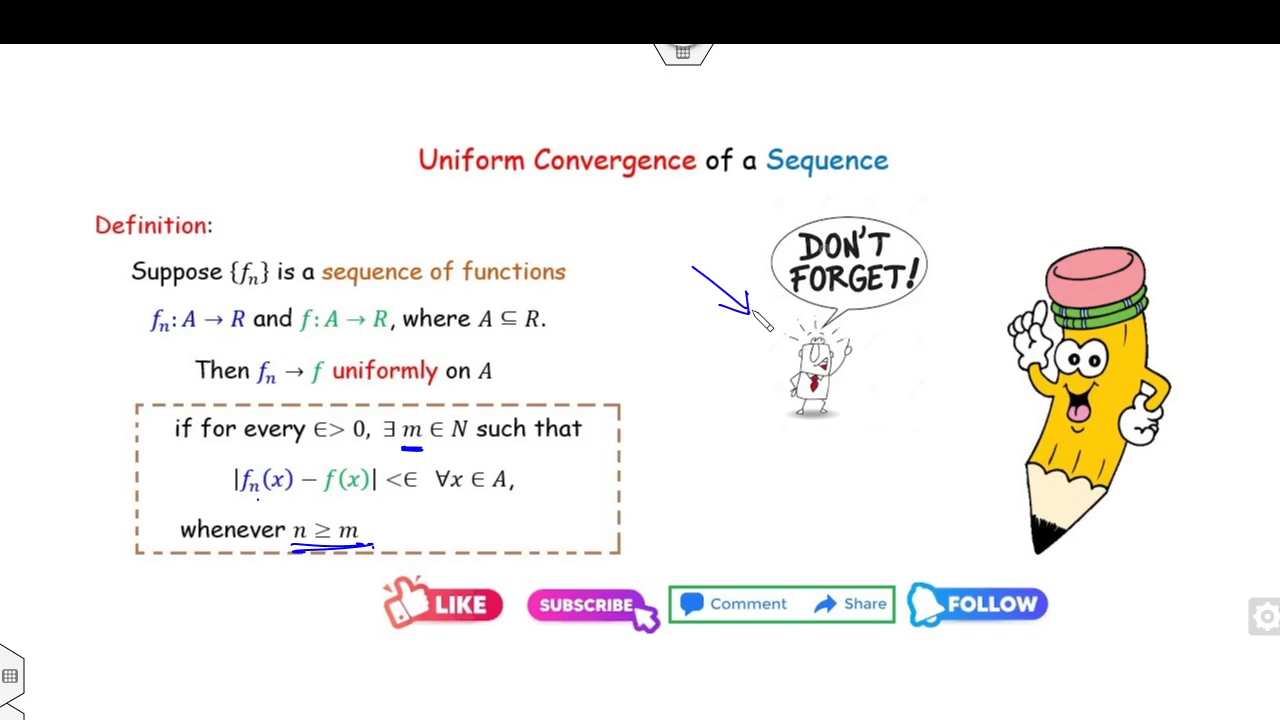 Uniform Convergence of a Sequence
Definition:
Suppose {fₙ} is a sequence of functions
fₙ: A → R and f: A → R, where A ⊆ R.
Then fₙ → f uniformly on A
if for every ∈> 0, ∃ m ∈ N such that
|fₙ(x) − f(x)| <∈ ∀x ∈ A,
whenever n ≥ m
DON'T
FORGET!
LIKE
SUBSCRIBE
Comment
Share
FOLLOW